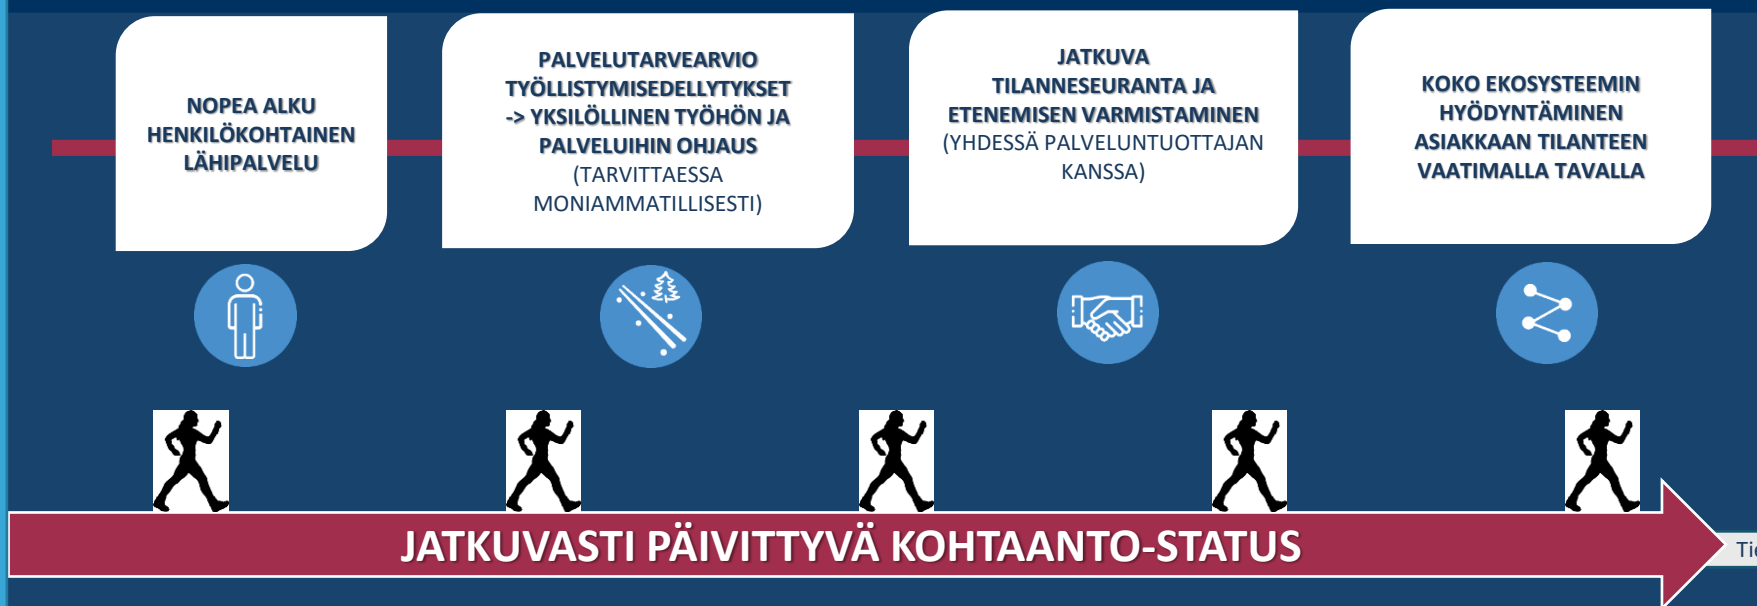 NOPEA ALKU
HENKILÖKOHTAINEN
LÄHIPALVELU
PALVELUTARVEARVIO
TYÖLLISTYMISEDELLYTYKSET
-> YKSILÖLLINEN TYÖHÖN JA
PALVELUIHIN OHJAUS
(TARVITTAESSA
MONIAMMATILLISESTI)
JATKUVA
TILANNESEURANTA JA
ETENEMISEN VARMISTAMINEN
(YHDESSÄ PALVELUNTUOTTAJAN
KANSSA)
KOKO EKOSYSTEEMIN
HYÖDYNTÄMINEN
ASIAKKAAN TILANTEEN
VAATIMALLA TAVALLA
JATKUVASTI PÄIVITTYVÄ KOHTAANTO-STATUS